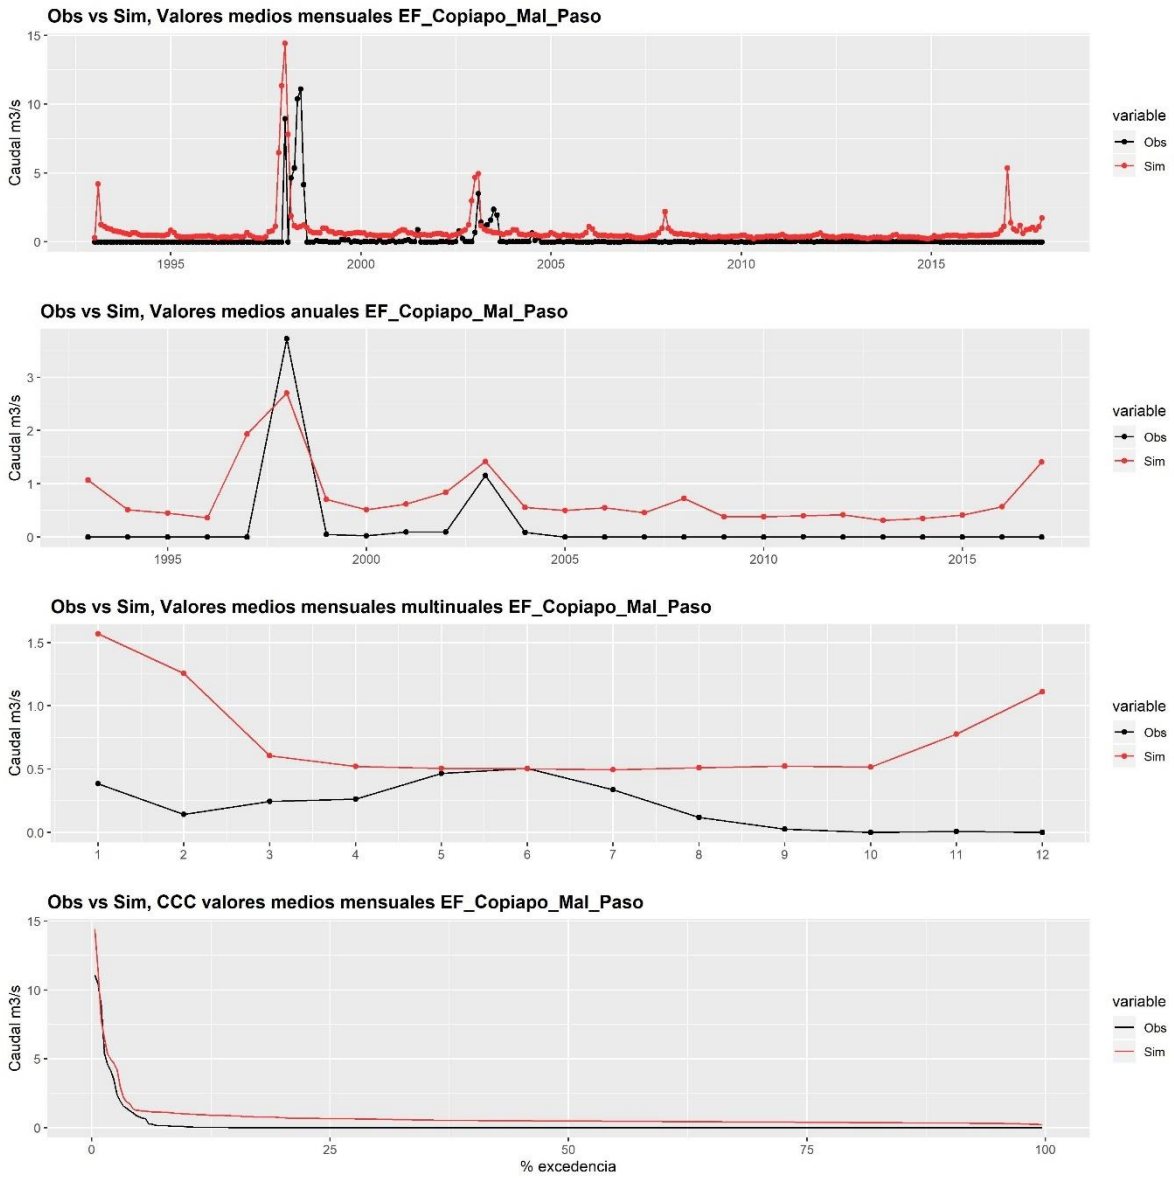 Obs vs Sim, Valores medios mensuales EF_Copiapo_Mal_Paso
15
10
5
0
Caudal m3/s
1995 2000 2005 2010 2015
variable
Obs
Sim
Obs vs Sim, Valores medios anuales EF_Copiapo_Mal_Paso
3
2
1
0
Caudal m3/s
1995 2000 2005 2010 2015
variable
Obs
Sim
Obs vs Sim, Valores medios mensuales multinuales EF_Copiapo_Mal_Paso
1.5
1.0
0.5
0.0
Caudal m3/s
1 2 3 4 5 6 7 8 9 10 11 12
variable
Obs
Sim
Obs vs Sim, CCC valores medios mensuales EF_Copiapo_Mal_Paso
15
10
5
0
Caudal m3/s
0 25 50 75 100
% excedencia
variable
Obs
Sim